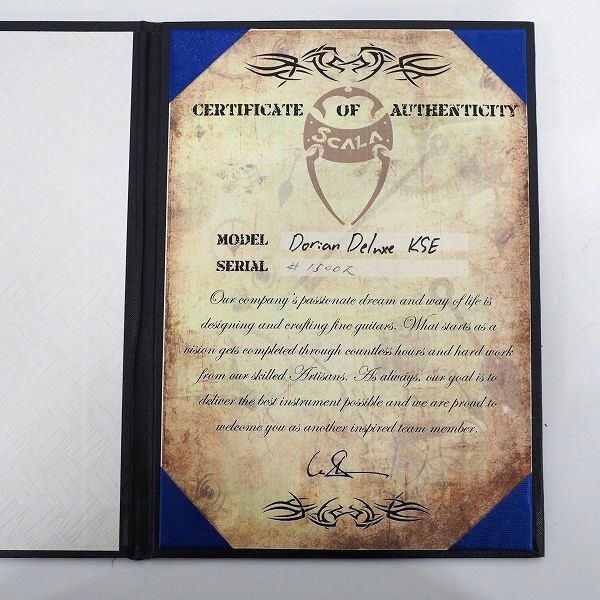 CERTIFICATE OF AUTHENTICITY
SCALA
MODEL Dorian Deluxe KSE
SERIAL # 15002
Our company's passionate dream and way of life is
designing and crafting fine guitars. What starts as a
vision gets completed through countless hours and hard work
from our skilled Artisans. As always, our goal is to
deliver the best instrument possible and we are proud to
welcome you as another inspired team member.